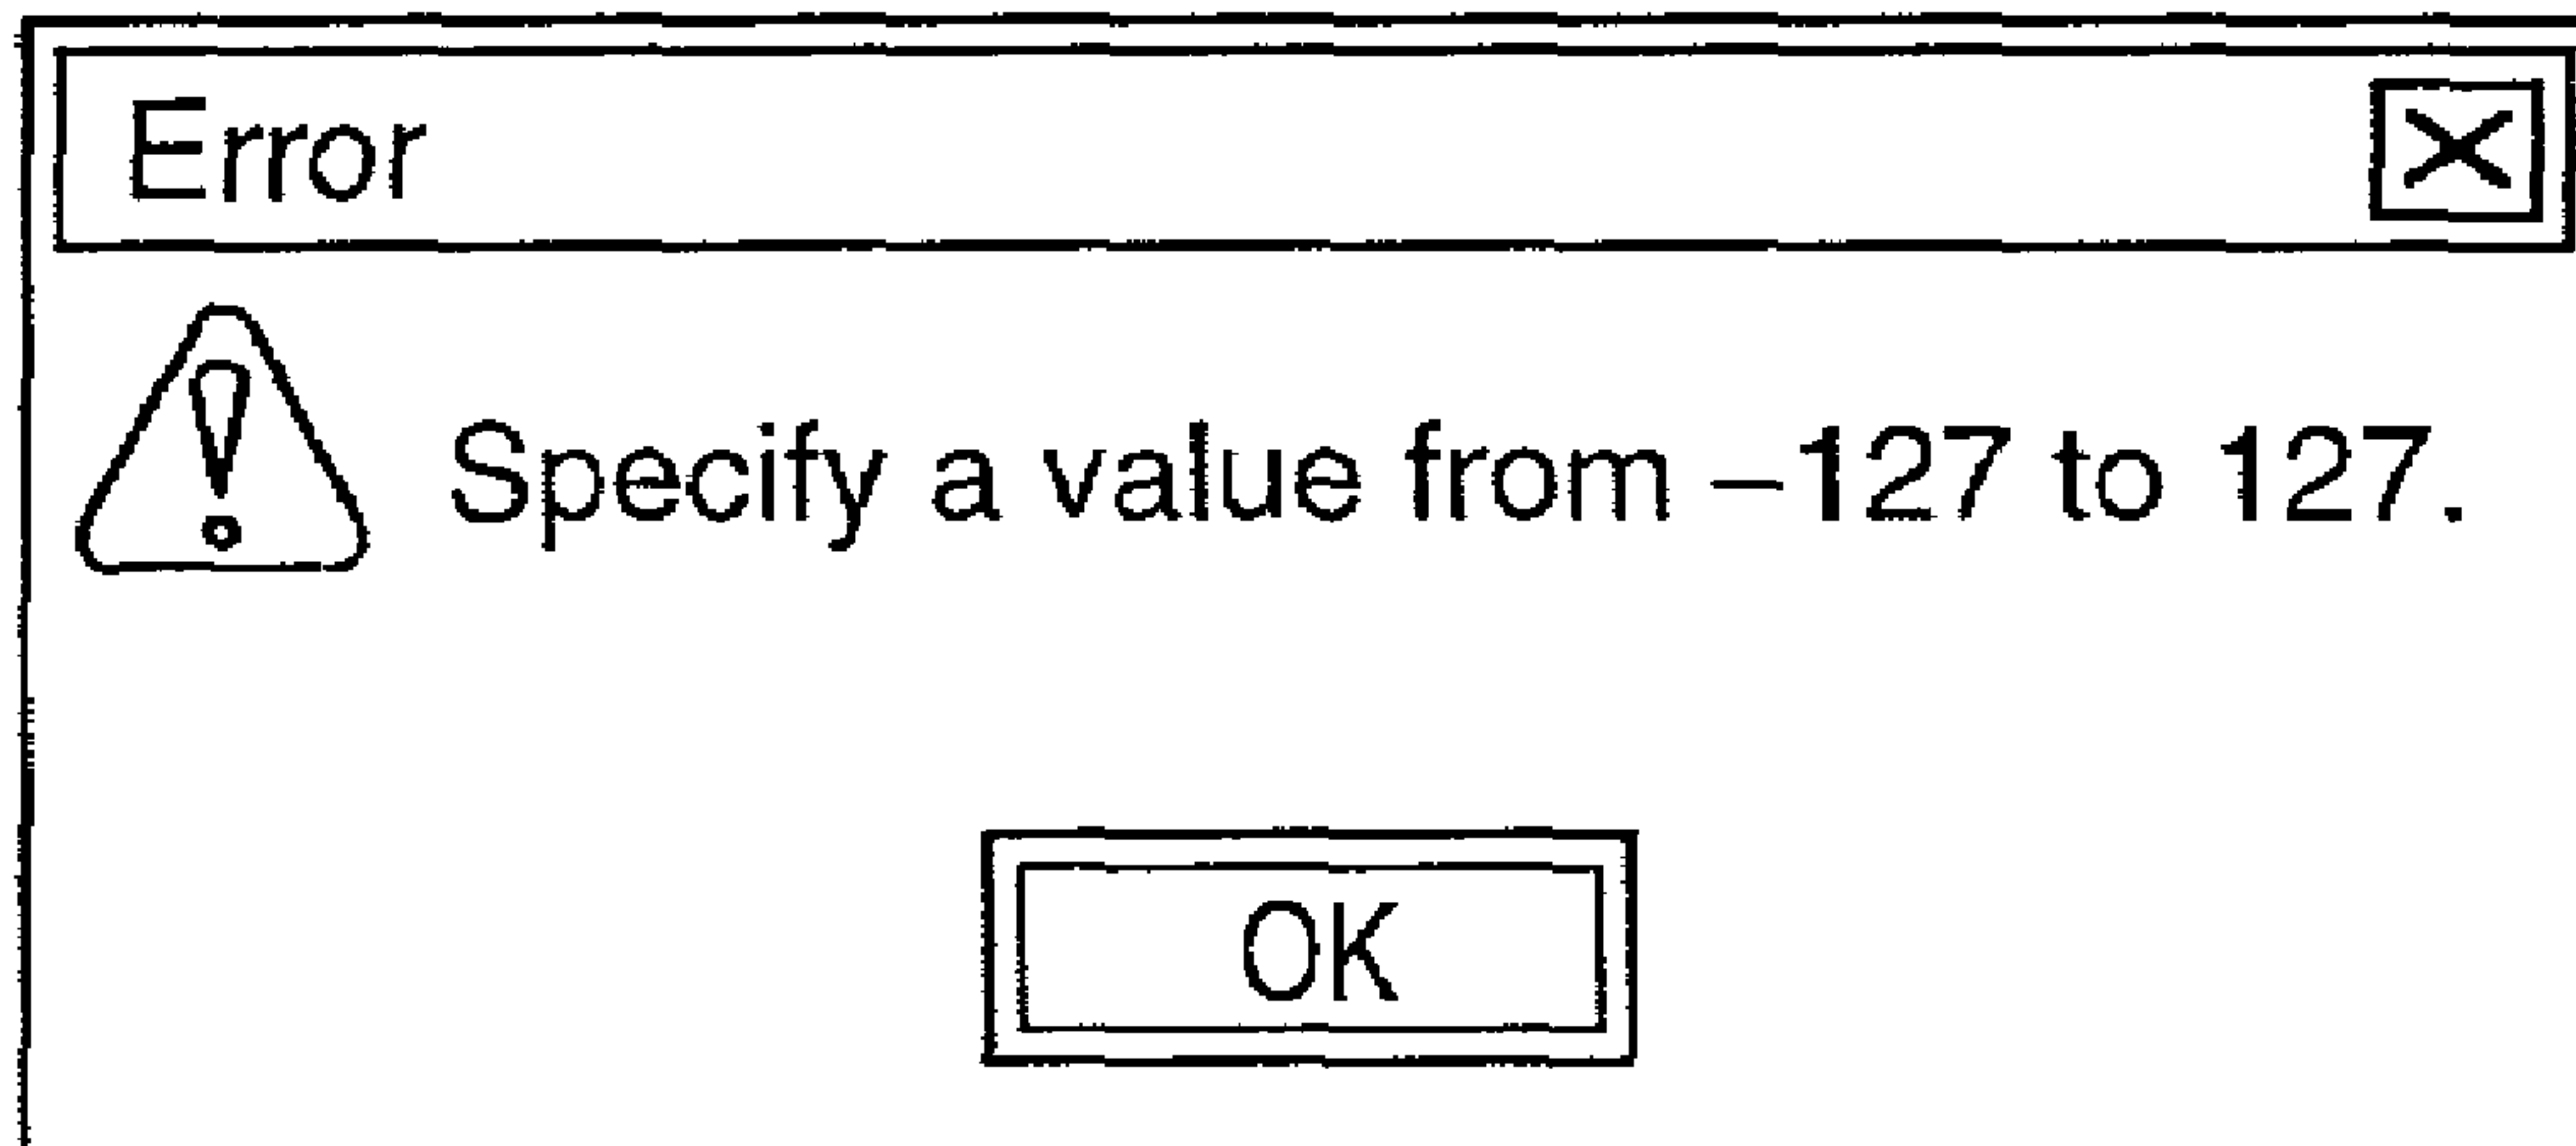 Error
Specify a value from –127 to 127.
OK